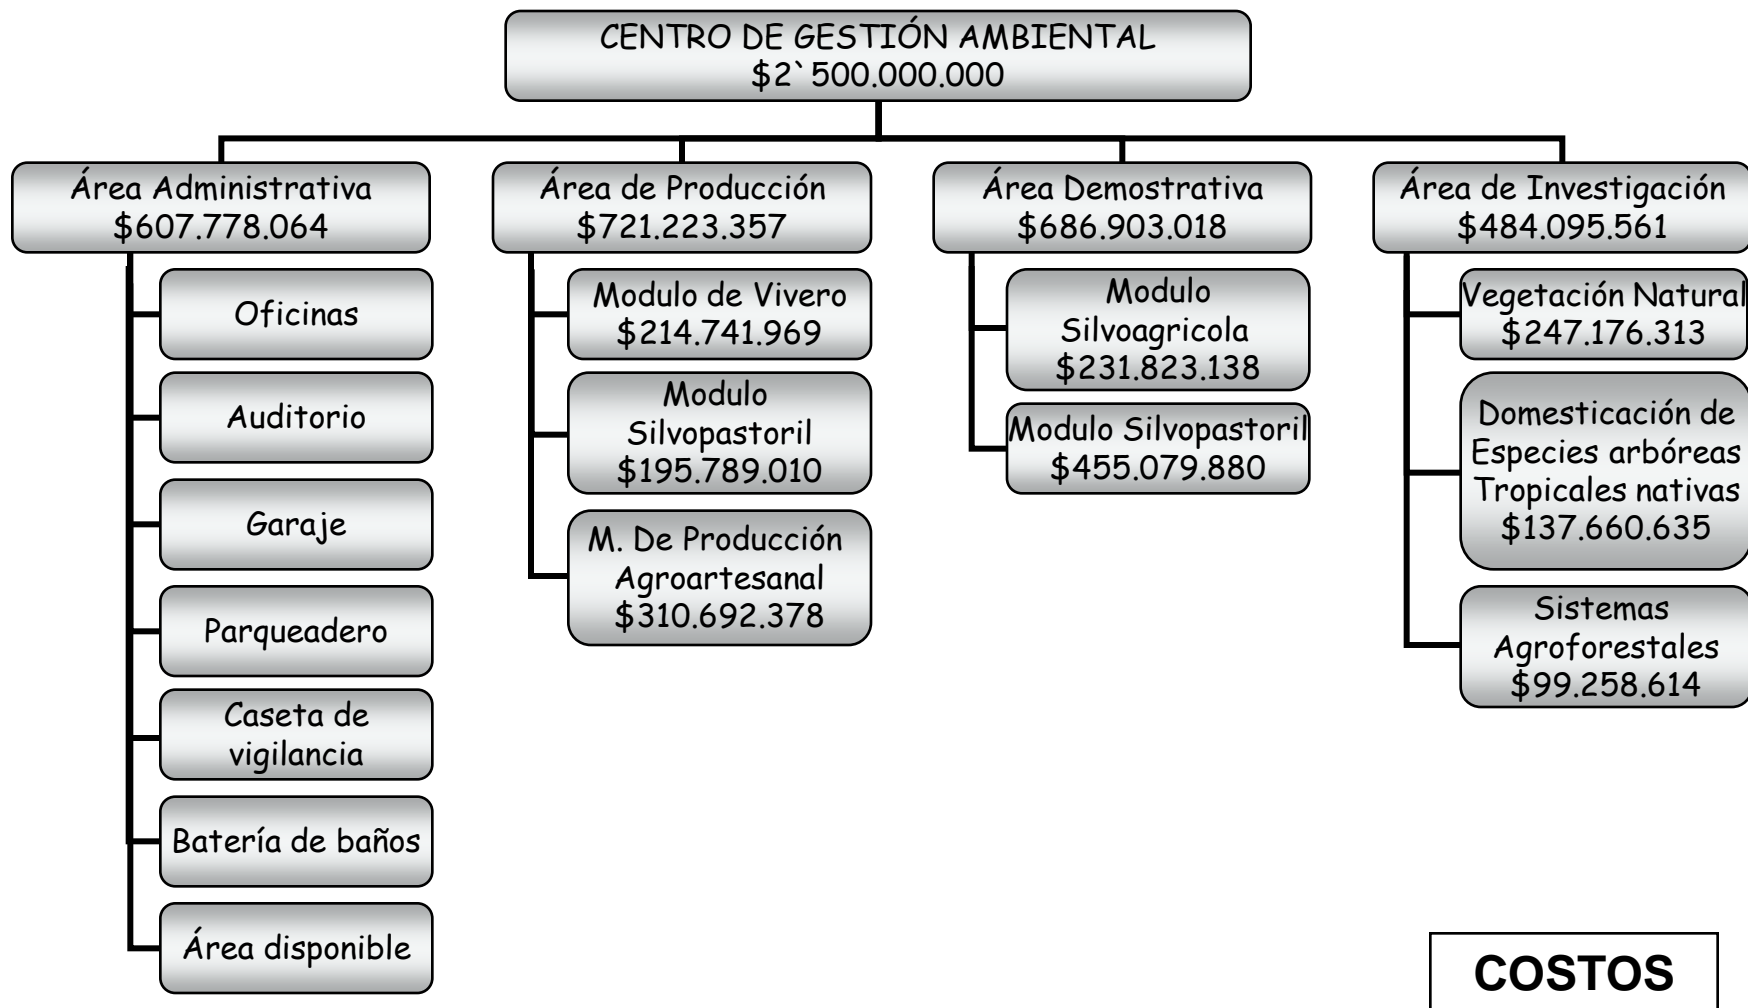 CENTRO DE GESTIÓN AMBIENTAL
$2`500.000.000
Área Administrativa
$607.778.064
Oficinas
Auditorio
Garaje
Parqueadero
Caseta de
vigilancia
Batería de baños
Área disponible
Área de Producción
$721.223.357
Modulo de Vivero
$214.741.969
Modulo
Silvopastoril
$195.789.010
M. De Producción
Agroartesanal
$310.692.378
Área Demostrativa
$686.903.018
Modulo
Silvoagricola
$231.823.138
Modulo Silvopastoril
$455.079.880
Área de Investigación
$484.095.561
Vegetación Natural
$247.176.313
Domesticación de
Especies arbóreas
Tropicales nativas
$137.660.635
Sistemas
Agroforestales
$99.258.614
COSTOS